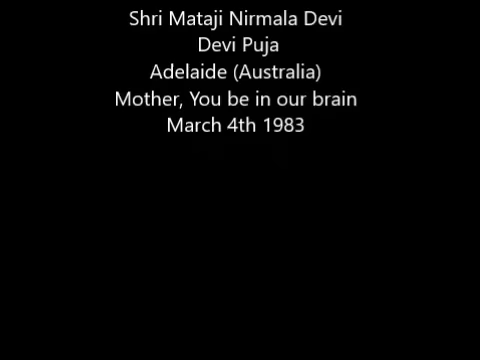 Shri Mataji Nirmala Devi
Devi Puja
Adelaide (Australia)
Mother, You be in our brain
March 4th 1983